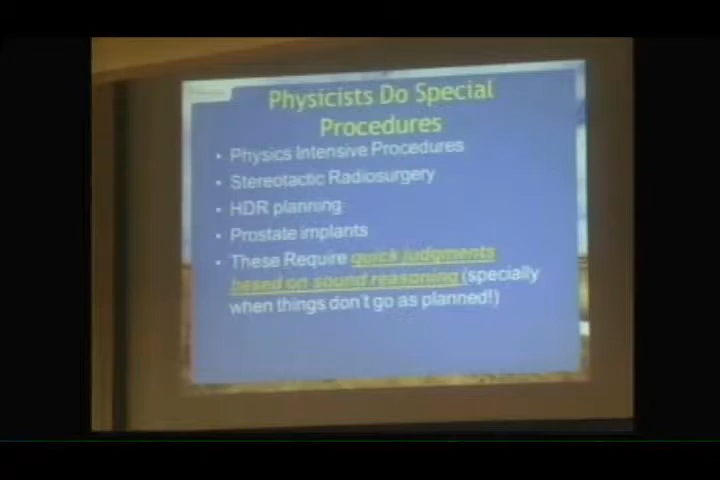 Physicists Do Special
Procedures
• Physics Intensive Procedures
• Stereotactic Radiosurgery
• HDR planning
• Prostate implants
• These Require quick judgments
based on sound reasoning (specially
when things don't go as planned!)